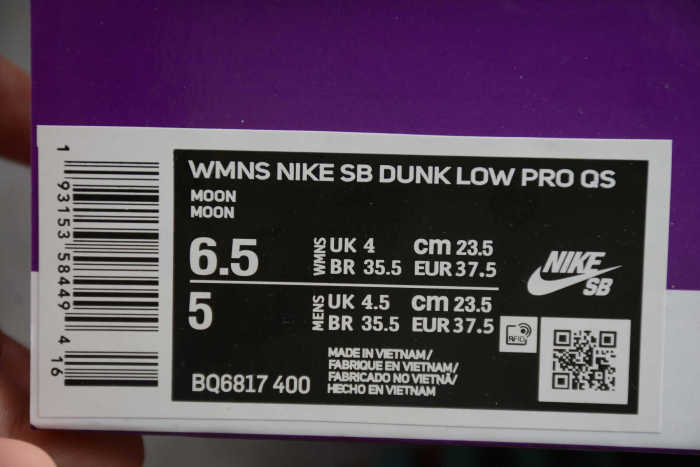 1 93153 58449 4 16
WMNS NIKE SB DUNK LOW PRO QS
MOON
MOON
6.5 WMNS UK 4 cm 23.5
BR 35.5 EUR 37.5
5 MENS UK 4.5 cm 23.5
BR 35.5 EUR 37.5
NIKE
SB
RFID
MADE IN VIETNAM/
FABRIQUE EN VIETNAM/
FABRICADO NO VIETNÃ/
HECHO EN VIETNAM
BQ6817 400